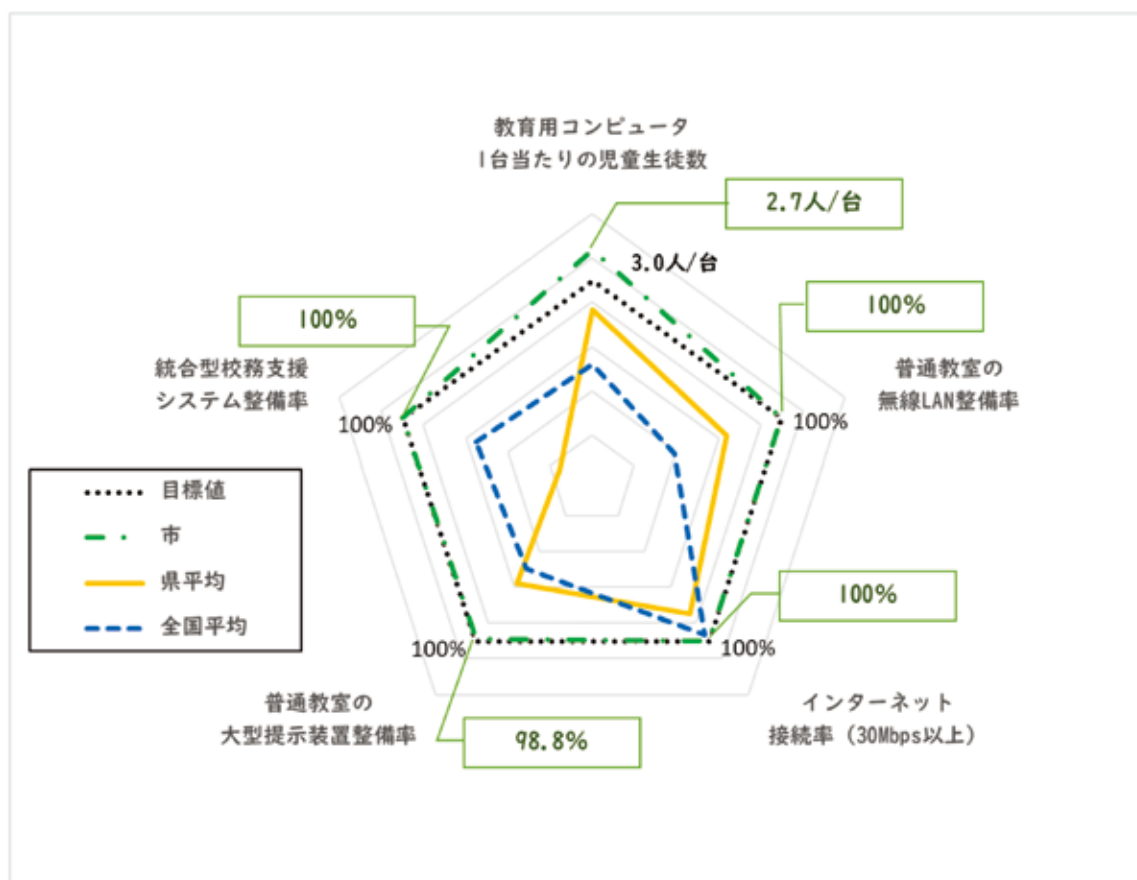 教育用コンピュータ
1台当たりの児童生徒数
2.7人/台
3.0人/台
100%
100%
統合型校務支援
システム整備率
普通教室の
無線LAN整備率
100%
100%
目標値
市
県平均
全国平均
100%
100%
100%
普通教室の
大型提示装置整備率
98.8%
インターネット
接続率（30Mbps以上）